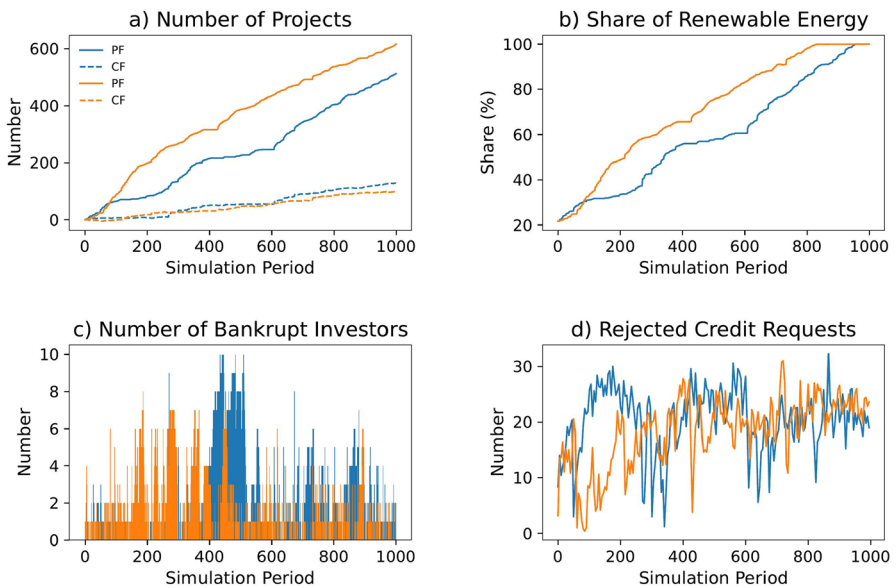 a) Number of Projects
600
400
200
0
Number
PF
CF
PF
CF
0 200 400 600 800 1000
Simulation Period
b) Share of Renewable Energy
100
80
60
40
20
Share (%)
0 200 400 600 800 1000
Simulation Period
c) Number of Bankrupt Investors
10
8
6
4
2
0
Number
0 200 400 600 800 1000
Simulation Period
d) Rejected Credit Requests
30
20
10
0
Number
0 200 400 600 800 1000
Simulation Period